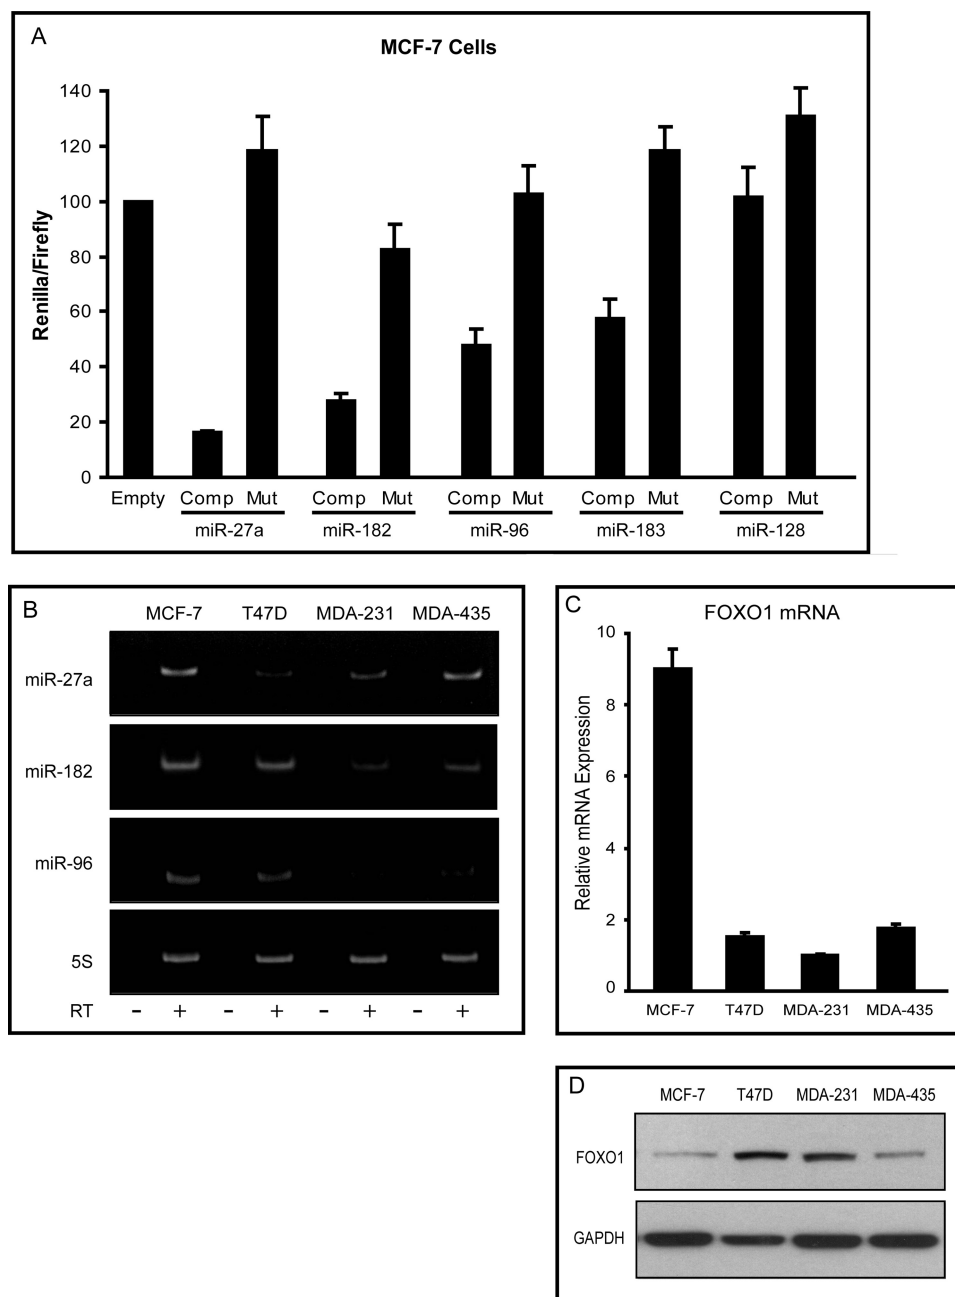 A
MCF-7 Cells
Renilla/Firefly
140
120
100
80
60
40
20
0
Empty Comp Mut Comp Mut Comp Mut Comp Mut Comp Mut
miR-27a miR-182 miR-96 miR-183 miR-128
B
MCF-7 T47D MDA-231 MDA-435
miR-27a
miR-182
miR-96
5S
RT - + - + - + - +
C
FOXO1 mRNA
Relative mRNA Expression
10
8
6
4
2
0
MCF-7 T47D MDA-231 MDA-435
D
MCF-7 T47D MDA-231 MDA-435
FOXO1
GAPDH